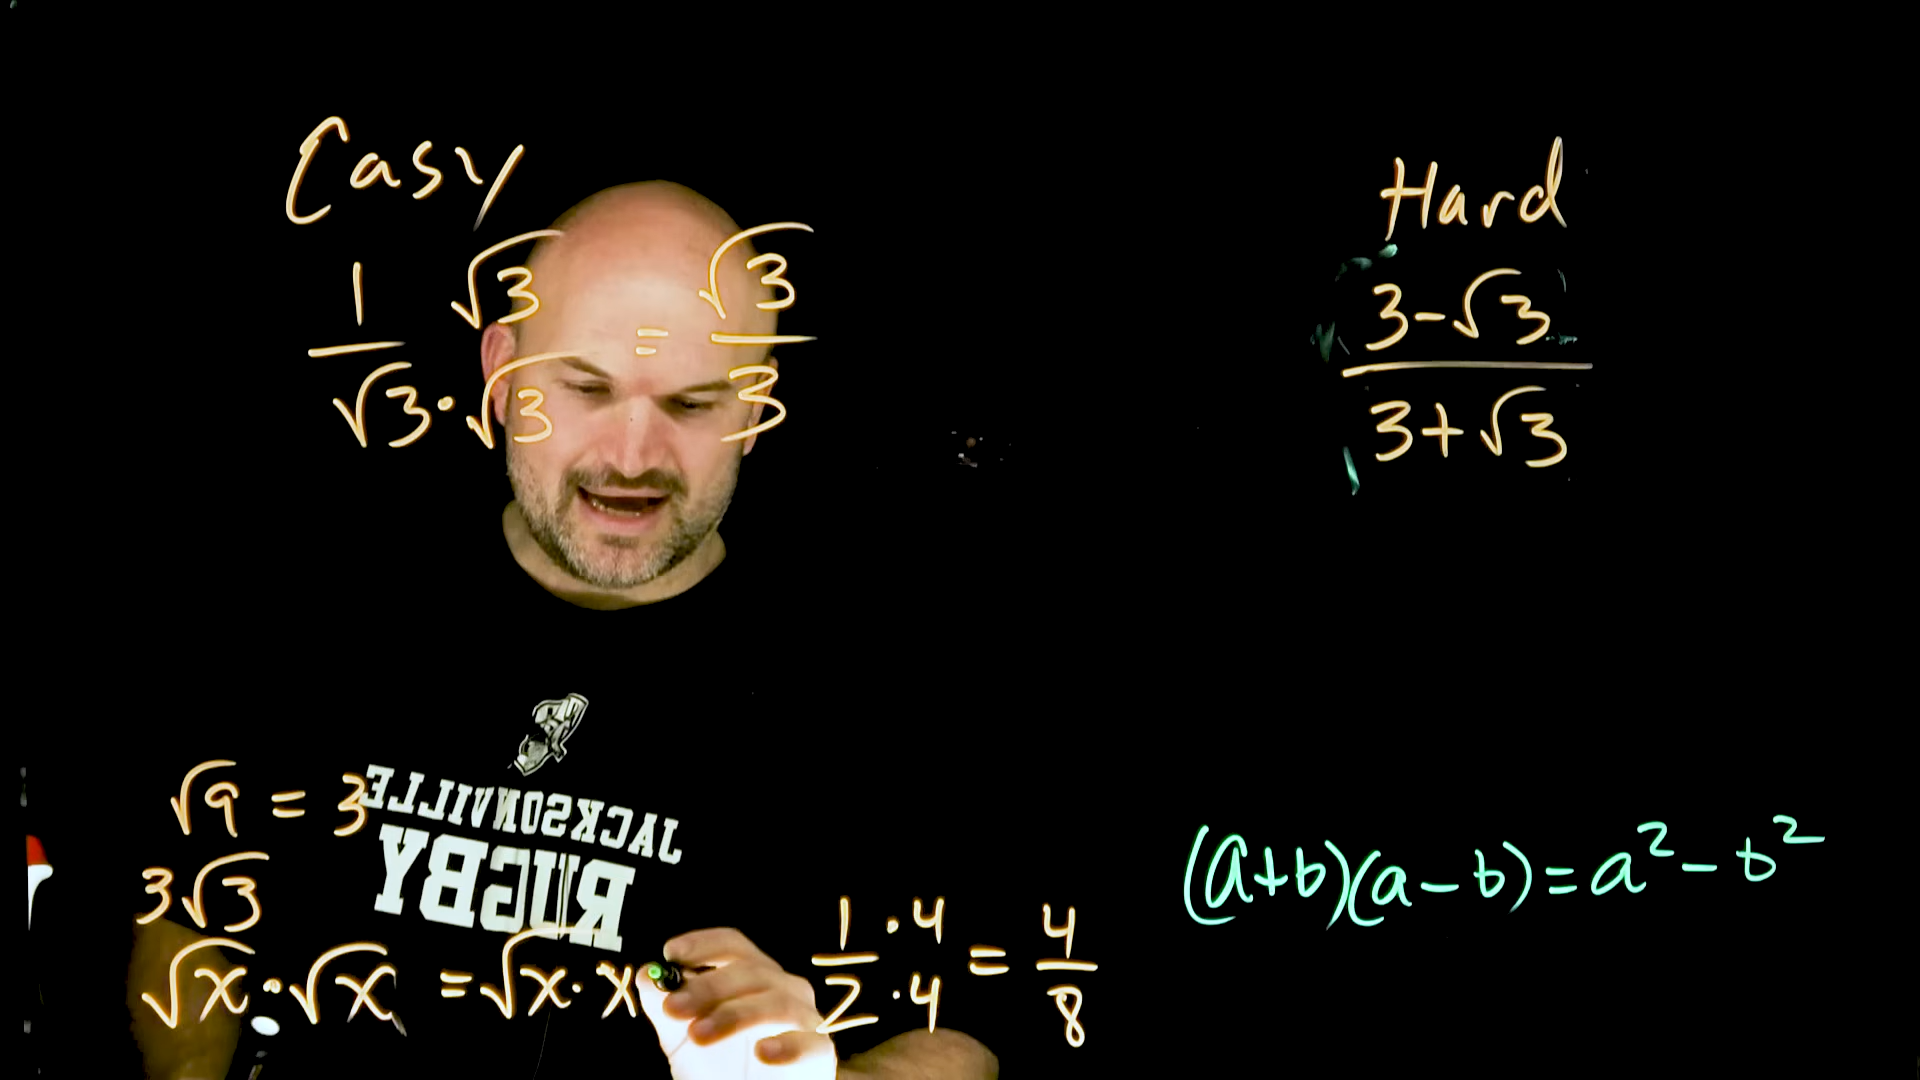 Easy
1/√3 · √3/√3 = √3/3
Hard
(3-√3)/(3+√3)
√9 = 3
3√3
√x · √x = √x · x
JACKSONVILLE
RUGBY
1/2 · 4/4 = 4/8
(a+b)(a-b) = a² - b²